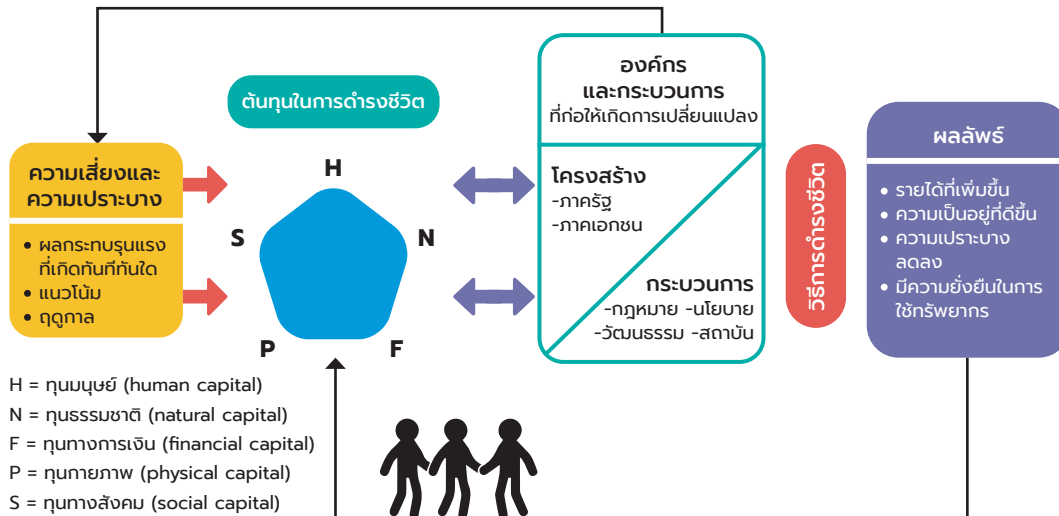 ต้นทุนในการดำรงชีวิต
ความเสี่ยงและ
ความเปราะบาง
• ผลกระทบรุนแรง
ที่เกิดทันทีทันใด
• แนวโน้ม
• ฤดูกาล
H
S
N
P
F
องค์กร
และกระบวนการ
ที่ก่อให้เกิดการเปลี่ยนแปลง
โครงสร้าง
-ภาครัฐ
-ภาคเอกชน
กระบวนการ
-กฎหมาย -นโยบาย
-วัฒนธรรม -สถาบัน
วิธีการดำรงชีวิต
ผลลัพธ์
• รายได้ที่เพิ่มขึ้น
• ความเป็นอยู่ที่ดีขึ้น
• ความเปราะบาง
ลดลง
• มีความยั่งยืนในการ
ใช้ทรัพยากร
H = ทุนมนุษย์ (human capital)
N = ทุนธรรมชาติ (natural capital)
F = ทุนทางการเงิน (financial capital)
P = ทุนกายภาพ (physical capital)
S = ทุนทางสังคม (social capital)